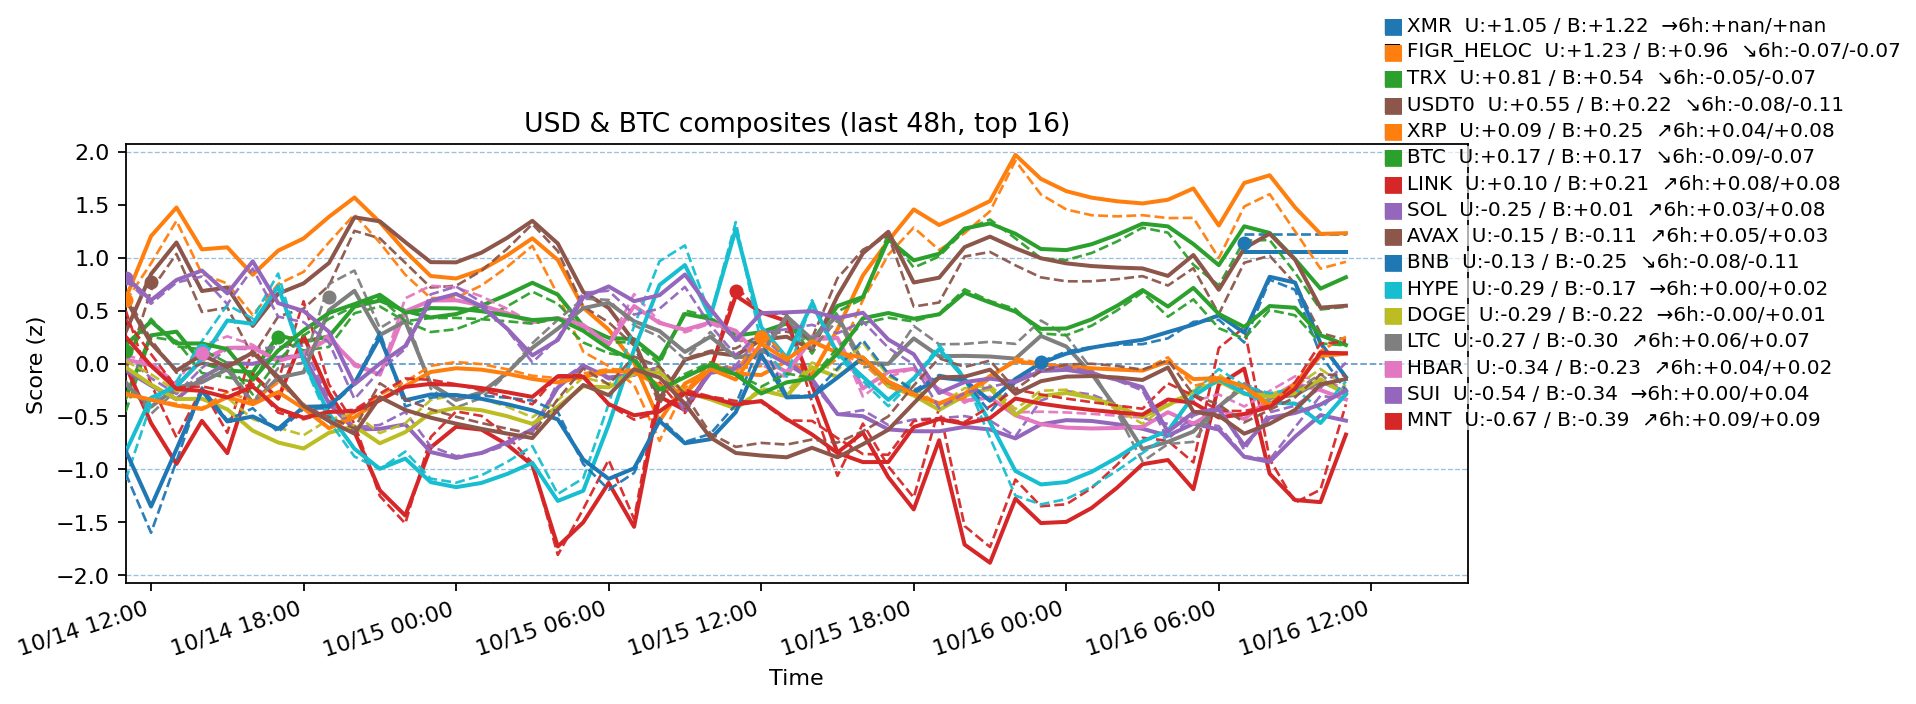 XMR  U:+1.05 / B:+1.22  →6h:+nan/+nan
FIGR_HELOC  U:+1.23 / B:+0.96  ↘6h:-0.07/-0.07
TRX  U:+0.81 / B:+0.54  ↘6h:-0.05/-0.07
USDT0  U:+0.55 / B:+0.22  ↘6h:-0.08/-0.11
XRP  U:+0.09 / B:+0.25  ↗6h:+0.04/+0.08
BTC  U:+0.17 / B:+0.17  ↘6h:-0.09/-0.07
LINK  U:+0.10 / B:+0.21  ↗6h:+0.08/+0.08
SOL  U:-0.25 / B:+0.01  ↗6h:+0.03/+0.08
AVAX  U:-0.15 / B:-0.11  ↗6h:+0.05/+0.03
BNB  U:-0.13 / B:-0.25  ↘6h:-0.08/-0.11
HYPE  U:-0.29 / B:-0.17  →6h:+0.00/+0.02
DOGE  U:-0.29 / B:-0.22  →6h:-0.00/+0.01
LTC  U:-0.27 / B:-0.30  ↗6h:+0.06/+0.07
HBAR  U:-0.34 / B:-0.23  ↗6h:+0.04/+0.02
SUI  U:-0.54 / B:-0.34  →6h:+0.00/+0.04
MNT  U:-0.67 / B:-0.39  ↗6h:+0.09/+0.09
USD & BTC composites (last 48h, top 16)
Score (z)
2.0
1.5
1.0
0.5
0.0
−0.5
−1.0
−1.5
−2.0
10/14 12:00
10/14 18:00
10/15 00:00
10/15 06:00
10/15 12:00
10/15 18:00
10/16 00:00
10/16 06:00
10/16 12:00
Time